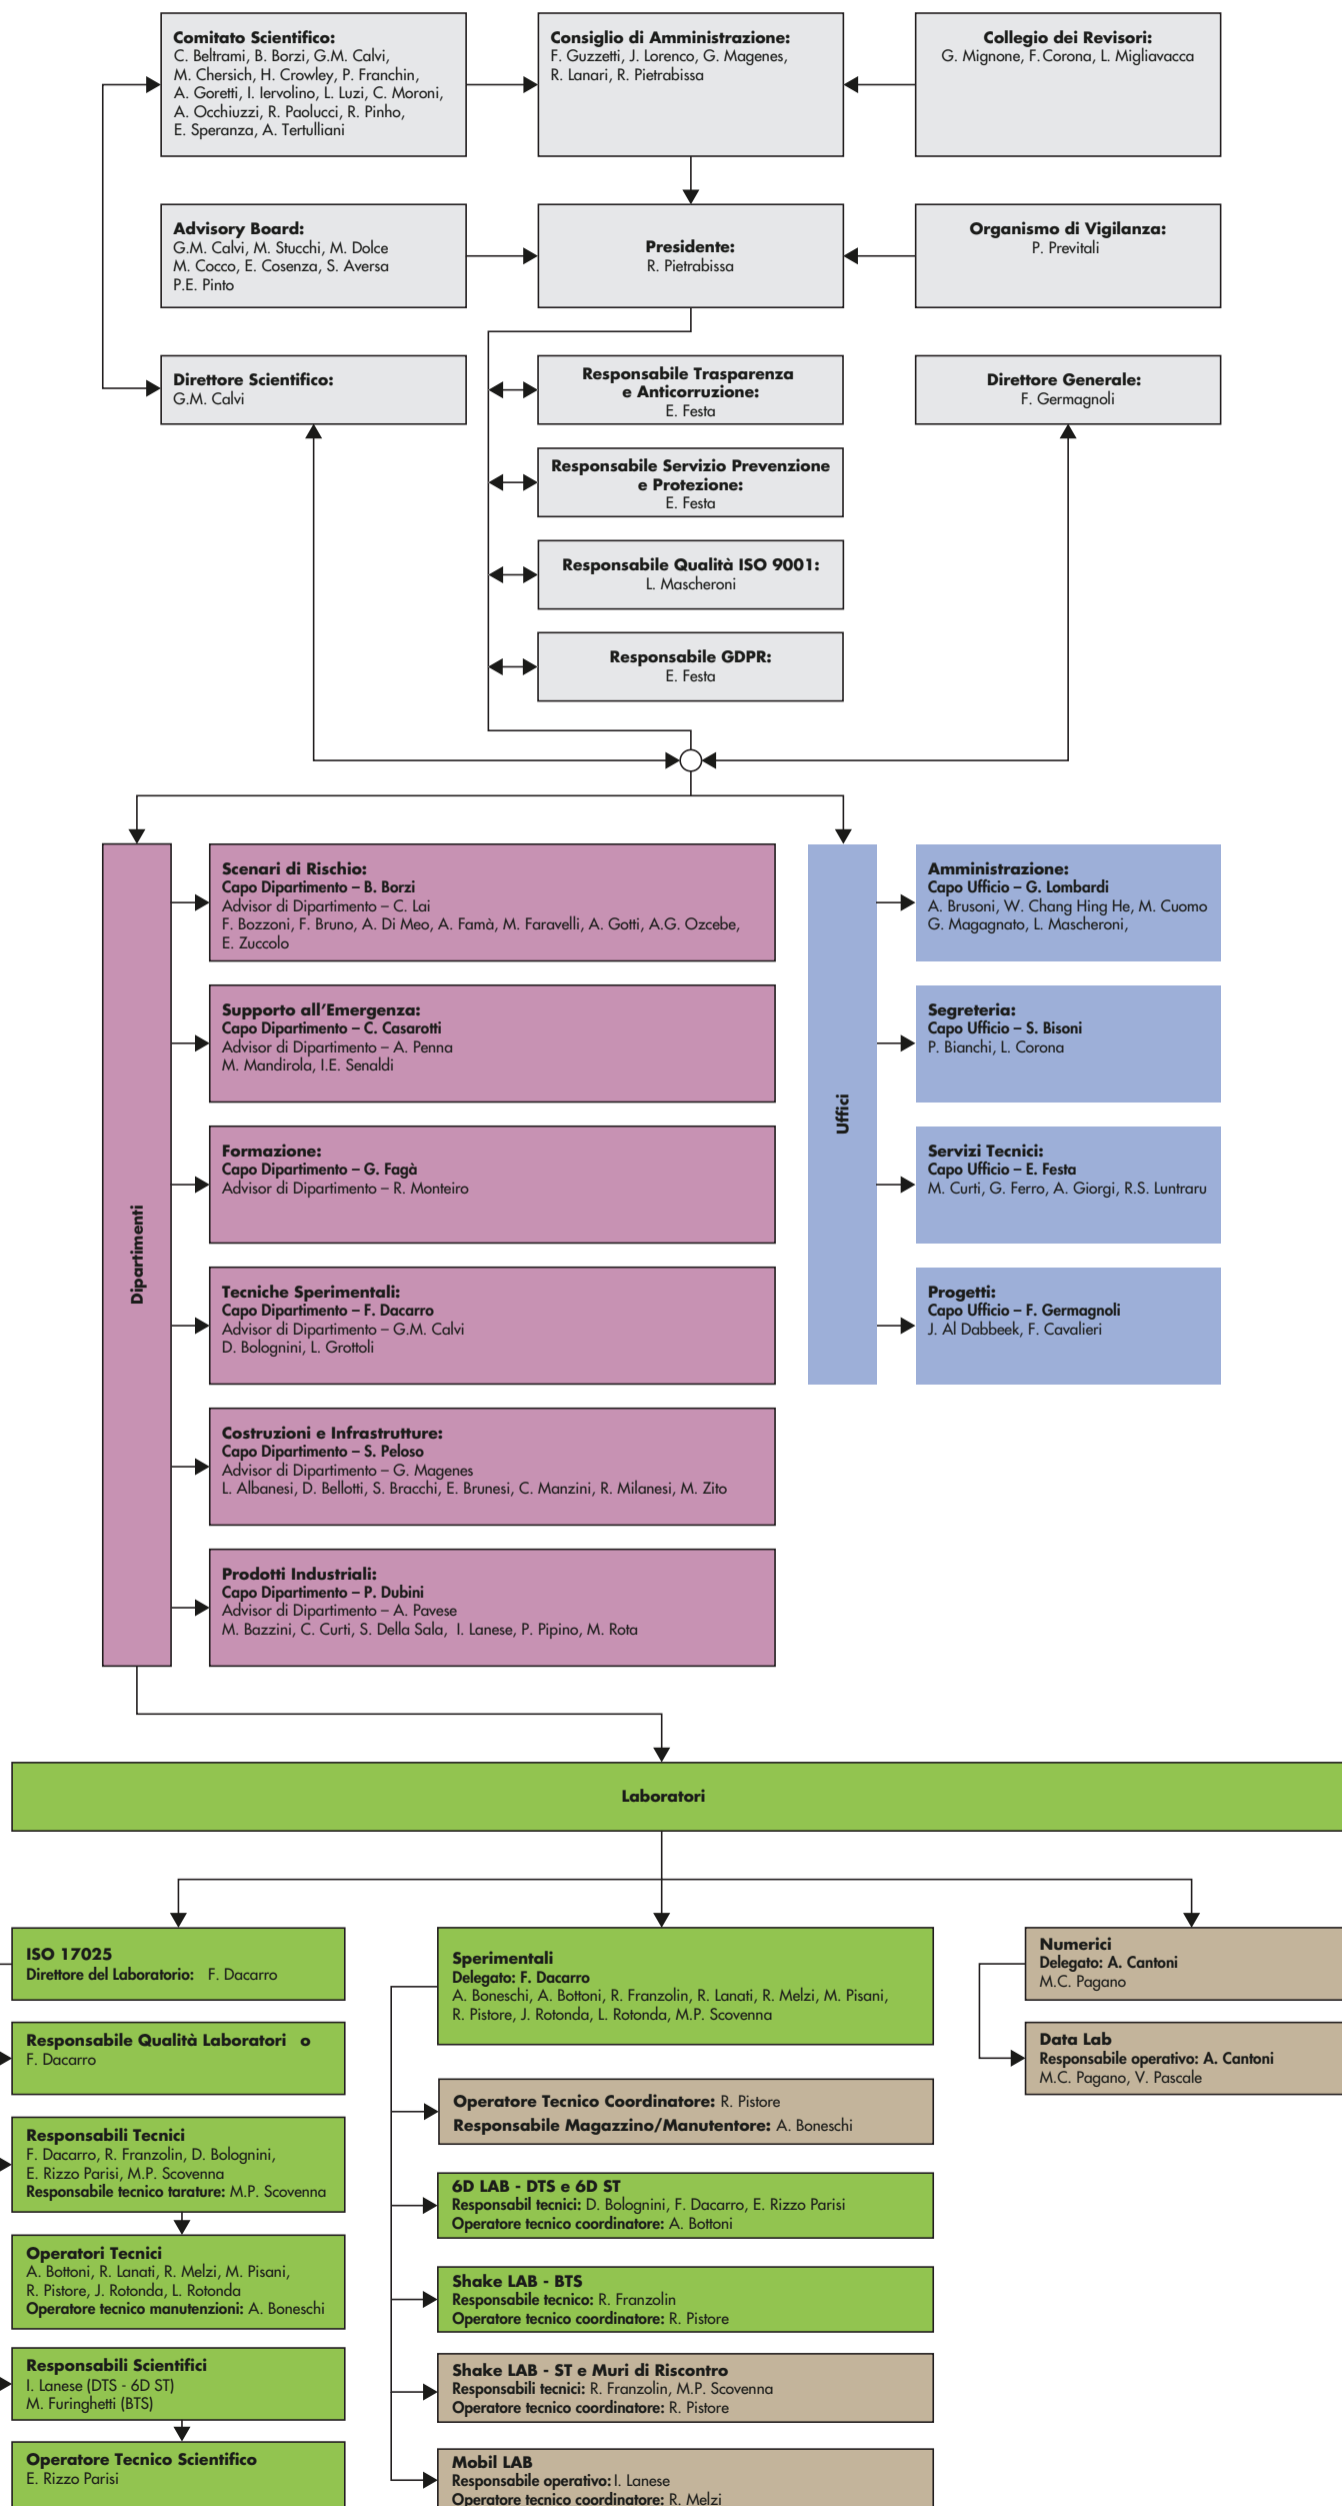 Comitato Scientifico:
C. Beltrami, B. Borzi, G.M. Calvi,
M. Chersich, H. Crowley, P. Franchin,
A. Goretti, I. Iervolino, L. Luzi, C. Moroni,
A. Occhiuzzi, R. Paolucci, R. Pinho,
E. Speranza, A. Tertulliani
Consiglio di Amministrazione:
F. Guzzetti, J. Lorenco, G. Magenes,
R. Lanari, R. Pietrabissa
Collegio dei Revisori:
G. Mignone, F. Corona, L. Migliavacca
Advisory Board:
G.M. Calvi, M. Stucchi, M. Dolce
M. Cocco, E. Cosenza, S. Aversa
P.E. Pinto
Presidente:
R. Pietrabissa
Organismo di Vigilanza:
P. Previtali
Direttore Scientifico:
G.M. Calvi
Responsabile Trasparenza
e Anticorruzione:
E. Festa
Direttore Generale:
F. Germagnoli
Responsabile Servizio Prevenzione
e Protezione:
E. Festa
Responsabile Qualità ISO 9001:
L. Mascheroni
Responsabile GDPR:
E. Festa
Dipartimenti
Scenari di Rischio:
Capo Dipartimento – B. Borzi
Advisor di Dipartimento – C. Lai
F. Bozzoni, F. Bruno, A. Di Meo, A. Famà, M. Faravelli, A. Gotti, A.G. Ozcebe,
E. Zuccolo
Supporto all'Emergenza:
Capo Dipartimento – C. Casarotti
Advisor di Dipartimento – A. Penna
M. Mandirola, I.E. Senaldi
Formazione:
Capo Dipartimento – G. Fagà
Advisor di Dipartimento – R. Monteiro
Tecniche Sperimentali:
Capo Dipartimento – F. Dacarro
Advisor di Dipartimento – G.M. Calvi
D. Bolognini, L. Grottoli
Costruzioni e Infrastrutture:
Capo Dipartimento – S. Peloso
Advisor di Dipartimento – G. Magenes
L. Albanesi, D. Bellotti, S. Bracchi, E. Brunesi, C. Manzini, R. Milanesi, M. Zito
Prodotti Industriali:
Capo Dipartimento – P. Dubini
Advisor di Dipartimento – A. Pavese
M. Bazzini, C. Curti, S. Della Sala, I. Lanese, P. Pipino, M. Rota
Uffici
Amministrazione:
Capo Ufficio – G. Lombardi
A. Brusoni, W. Chang Hing He, M. Cuomo
G. Magagnato, L. Mascheroni,
Segreteria:
Capo Ufficio – S. Bisoni
P. Bianchi, L. Corona
Servizi Tecnici:
Capo Ufficio – E. Festa
M. Curti, G. Ferro, A. Giorgi, R.S. Luntraru
Progetti:
Capo Ufficio – F. Germagnoli
J. Al Dabbeek, F. Cavalieri
Laboratori
ISO 17025
Direttore del Laboratorio: F. Dacarro
Responsabile Qualità Laboratori o
F. Dacarro
Responsabili Tecnici
F. Dacarro, R. Franzolin, D. Bolognini,
E. Rizzo Parisi, M.P. Scovenna
Responsabile tecnico tarature: M.P. Scovenna
Operatori Tecnici
A. Bottoni, R. Lanati, R. Melzi, M. Pisani,
R. Pistore, J. Rotonda, L. Rotonda
Operatore tecnico manutenzioni: A. Boneschi
Responsabili Scientifici
I. Lanese (DTS - 6D ST)
M. Furinghetti (BTS)
Operatore Tecnico Scientifico
E. Rizzo Parisi
Sperimentali
Delegato: F. Dacarro
A. Boneschi, A. Bottoni, R. Franzolin, R. Lanati, R. Melzi, M. Pisani,
R. Pistore, J. Rotonda, L. Rotonda, M.P. Scovenna
Operatore Tecnico Coordinatore: R. Pistore
Responsabile Magazzino/Manutentore: A. Boneschi
6D LAB - DTS e 6D ST
Responsabil tecnici: D. Bolognini, F. Dacarro, E. Rizzo Parisi
Operatore tecnico coordinatore: A. Bottoni
Shake LAB - BTS
Responsabile tecnico: R. Franzolin
Operatore tecnico coordinatore: R. Pistore
Shake LAB - ST e Muri di Riscontro
Responsabili tecnici: R. Franzolin, M.P. Scovenna
Operatore tecnico coordinatore: R. Pistore
Mobil LAB
Responsabile operativo: I. Lanese
Operatore tecnico coordinatore: R. Melzi
Numerici
Delegato: A. Cantoni
M.C. Pagano
Data Lab
Responsabile operativo: A. Cantoni
M.C. Pagano, V. Pascale